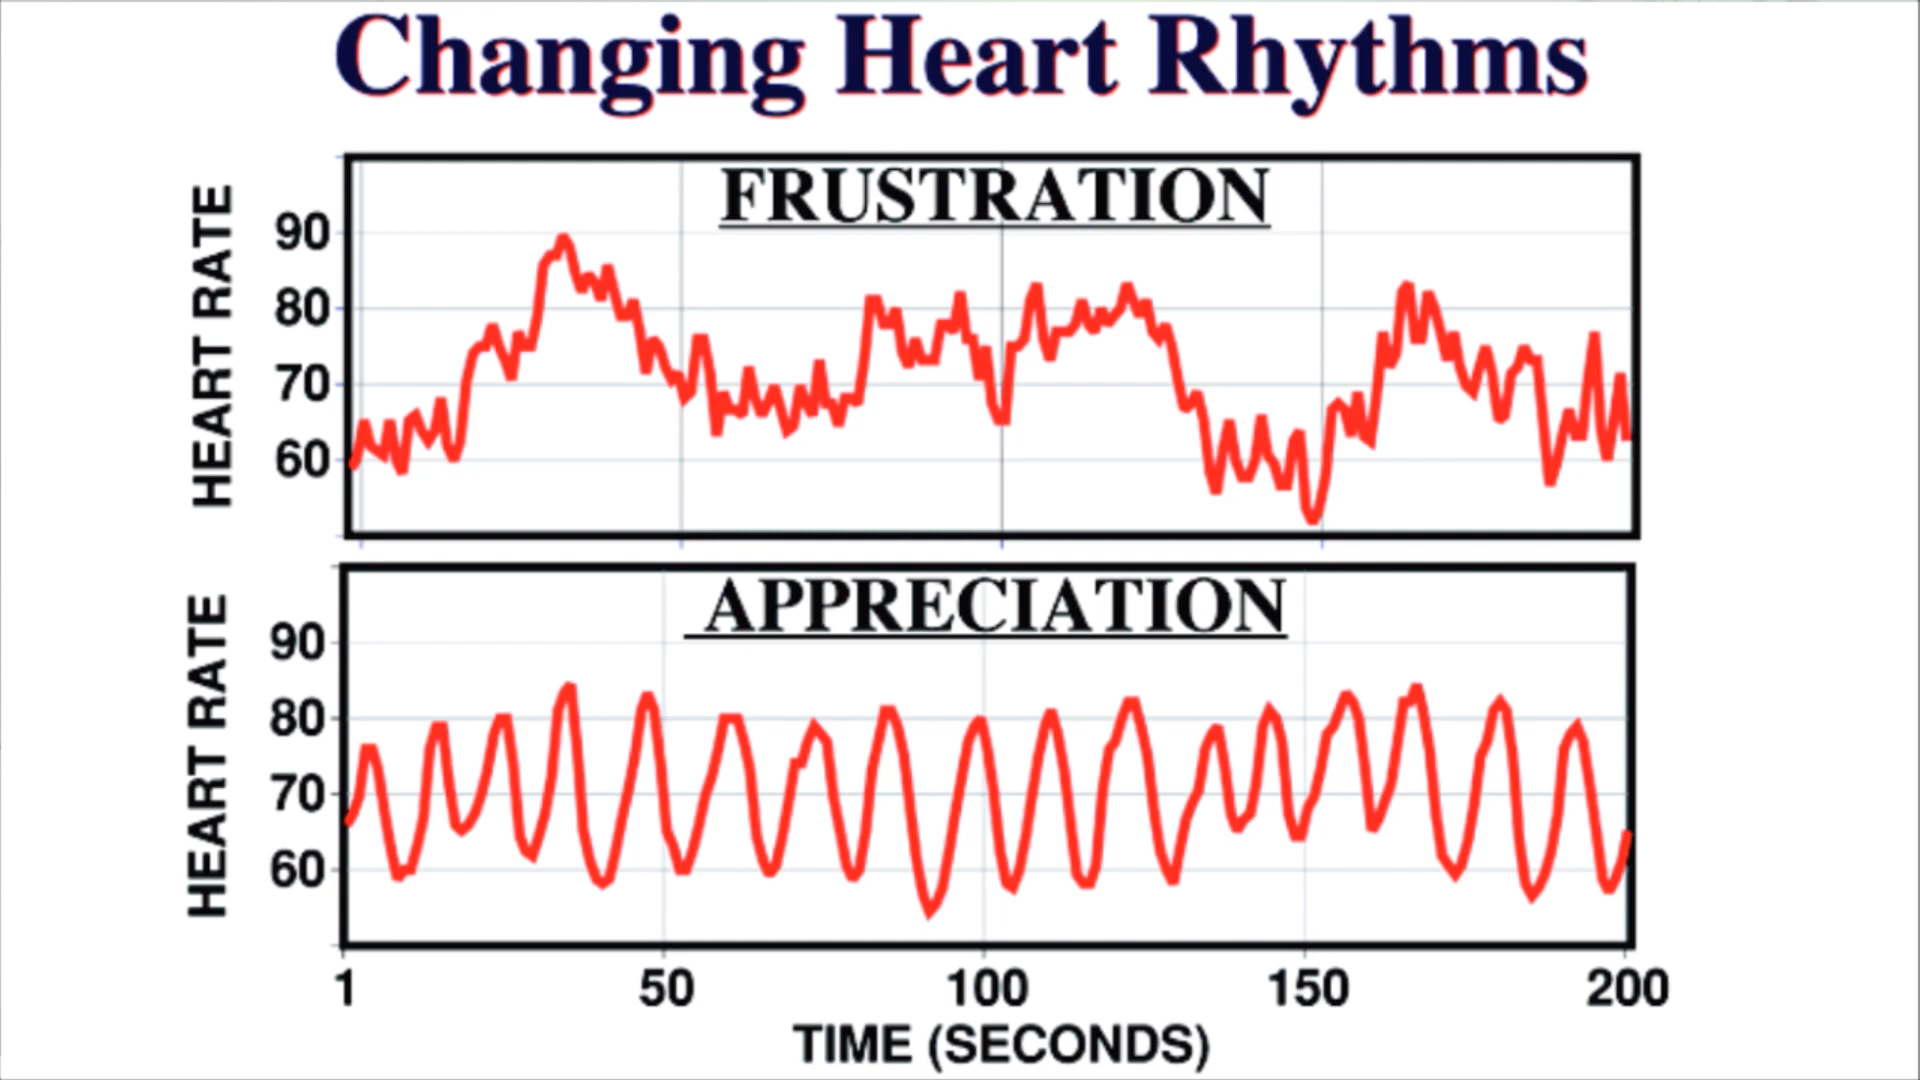 Changing Heart Rhythms
FRUSTRATION
HEART RATE
90
80
70
60
APPRECIATION
HEART RATE
90
80
70
60
1 50 100 150 200
TIME (SECONDS)